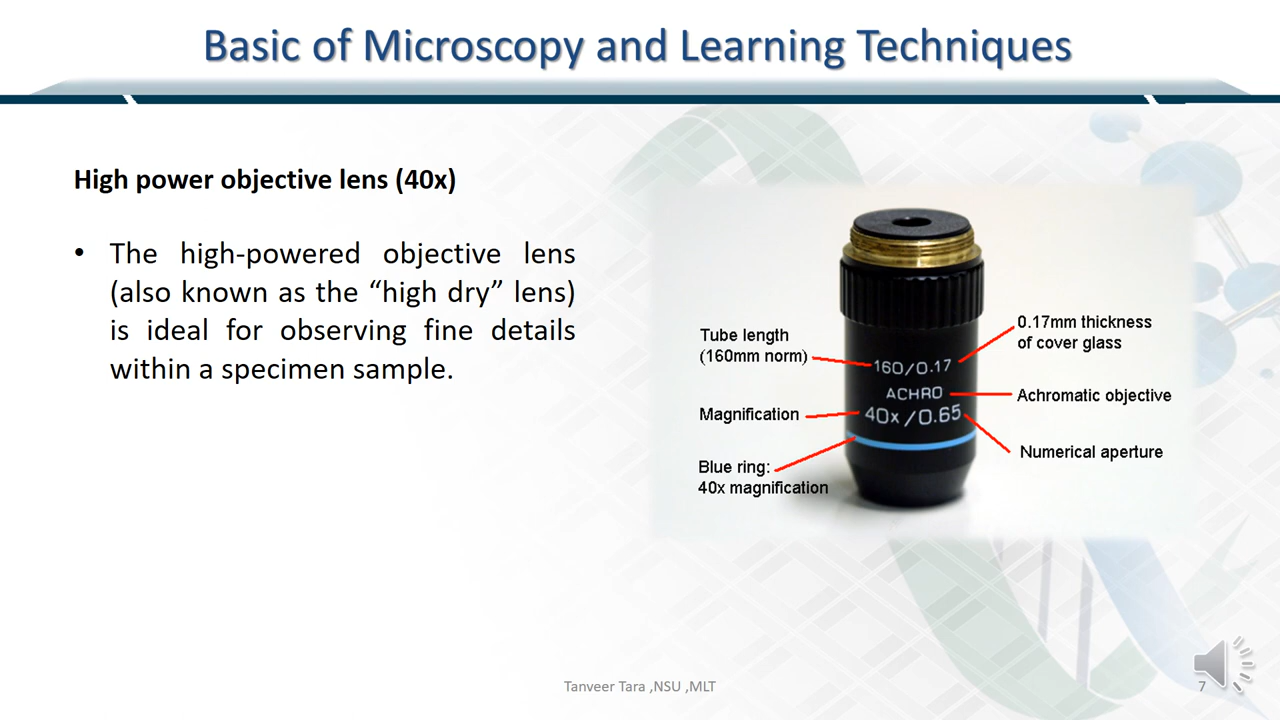 Basic of Microscopy and Learning Techniques
High power objective lens (40x)
• The high-powered objective lens
(also known as the “high dry” lens)
is ideal for observing fine details
within a specimen sample.
Tube length
(160mm norm)
Magnification
Blue ring:
40x magnification
160/0.17
ACHRO
40x/0.65
0.17mm thickness
of cover glass
Achromatic objective
Numerical aperture
Tanveer Tara ,NSU ,MLT
7